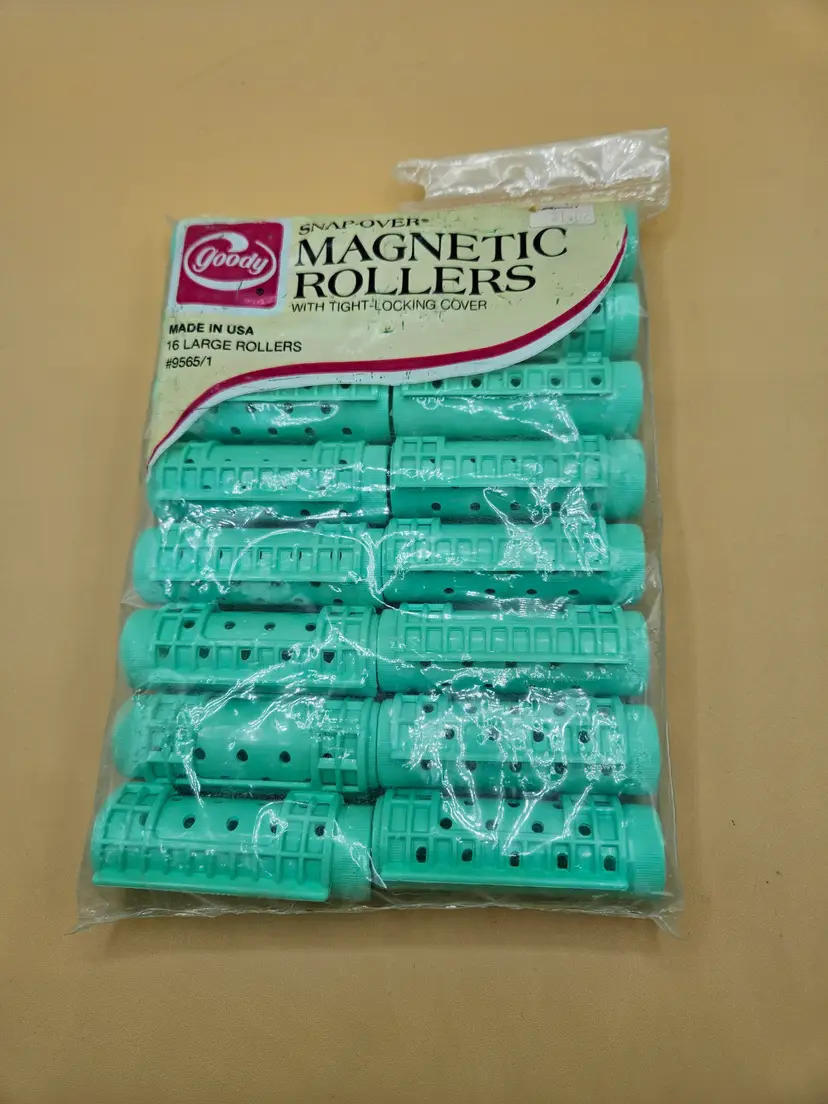 SNAP-OVER®
goody
MAGNETIC
ROLLERS
WITH TIGHT-LOCKING COVER
MADE IN USA
16 LARGE ROLLERS
#9565/1